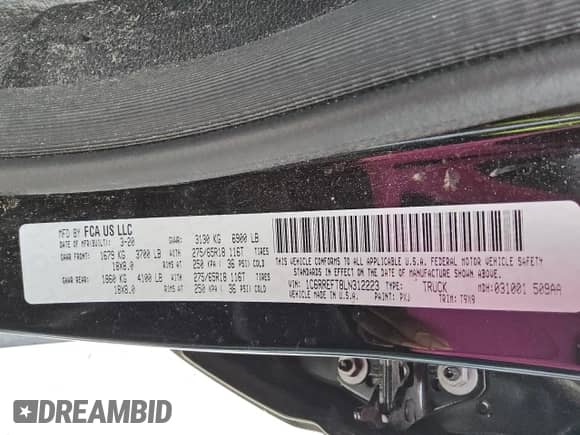 MFD BY FCA US LLC
DATE OF MFR(BUILT): 3-20 GVWR: 3130 KG 6900 LB
GAWR FRONT: 1679 KG 3700 LB WITH 275/65R18 116T TIRES
18X8.0 RIMS AT 250 KPA ( 36 PSI ) COLD
GAWR REAR: 1860 KG 4100 LB WITH 275/65R18 116T TIRES
18X8.0 RIMS AT 250 KPA ( 36 PSI ) COLD
THIS VEHICLE CONFORMS TO ALL APPLICABLE U.S.A. FEDERAL MOTOR VEHICLE SAFETY
STANDARDS IN EFFECT ON THE DATE OF MANUFACTURE SHOWN ABOVE.
VIN: 1C6RREFT8LN312223 TYPE: TRUCK MDH: 031001 509AA
VEHICLE MADE IN U.S.A. PAINT: PXJ TRIM: T9X9
DREAMBID